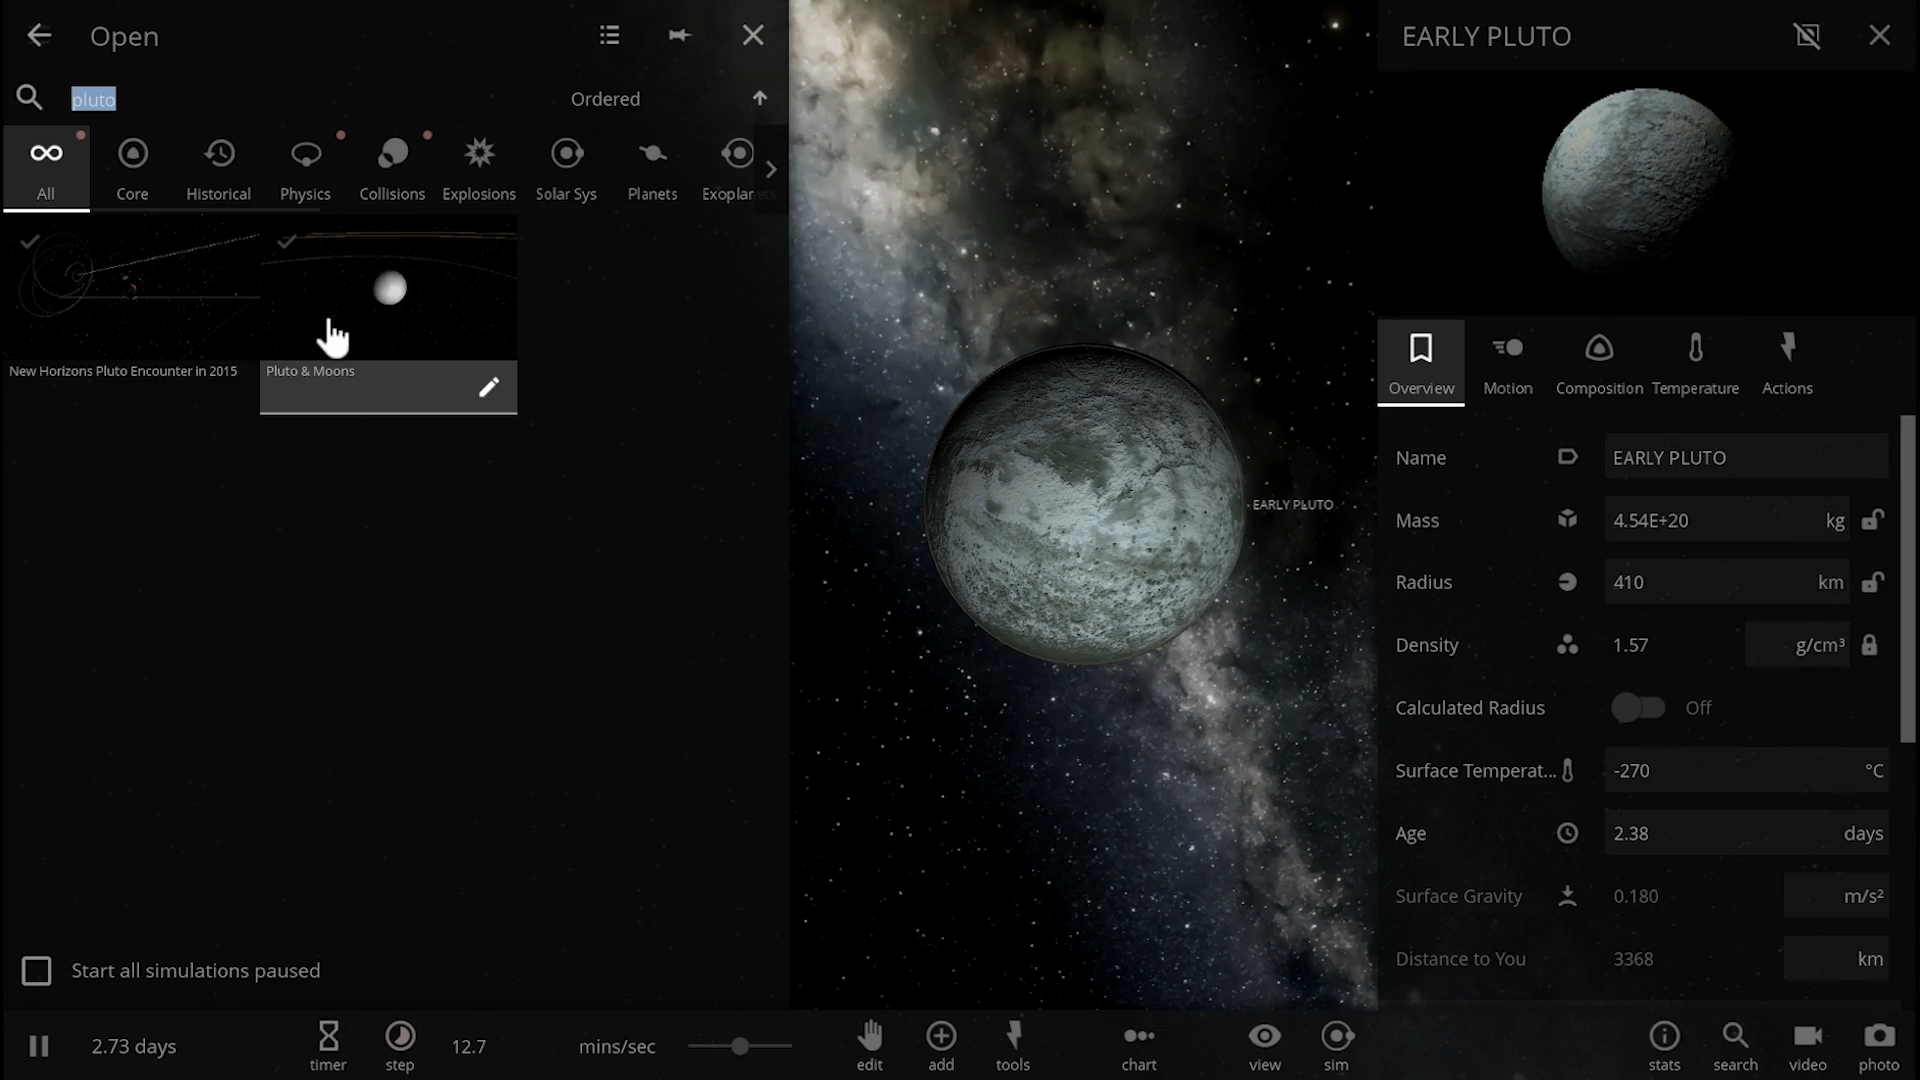 Open
pluto
Ordered
All
Core
Historical
Physics
Collisions
Explosions
Solar Sys
Planets
Exoplanets
New Horizons Pluto Encounter in 2015
Pluto & Moons
Start all simulations paused
EARLY PLUTO
EARLY PLUTO
Overview
Motion
Composition
Temperature
Actions
Name EARLY PLUTO
Mass 4.54E+20 kg
Radius 410 km
Density 1.57 g/cm³
Calculated Radius Off
Surface Temperat... -270 °C
Age 2.38 days
Surface Gravity 0.180 m/s²
Distance to You 3368 km
2.73 days
timer
step
12.7 mins/sec
edit
add
tools
chart
view
sim
stats
search
video
photo